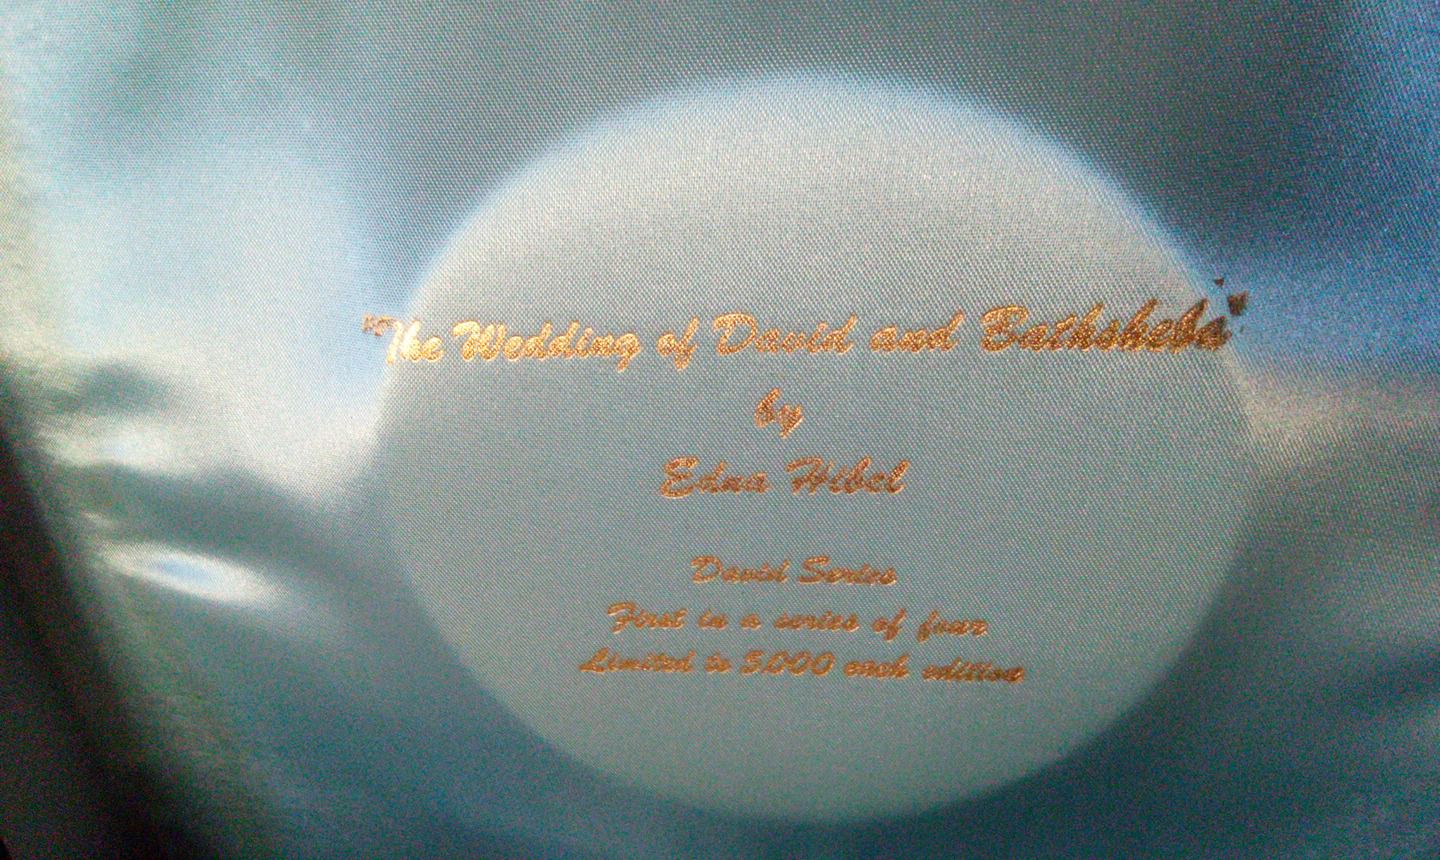 "The Wedding of David and Bathsheba"
by
Edna Hibel
David Series
First in a series of four
Limited to 5,000 each edition